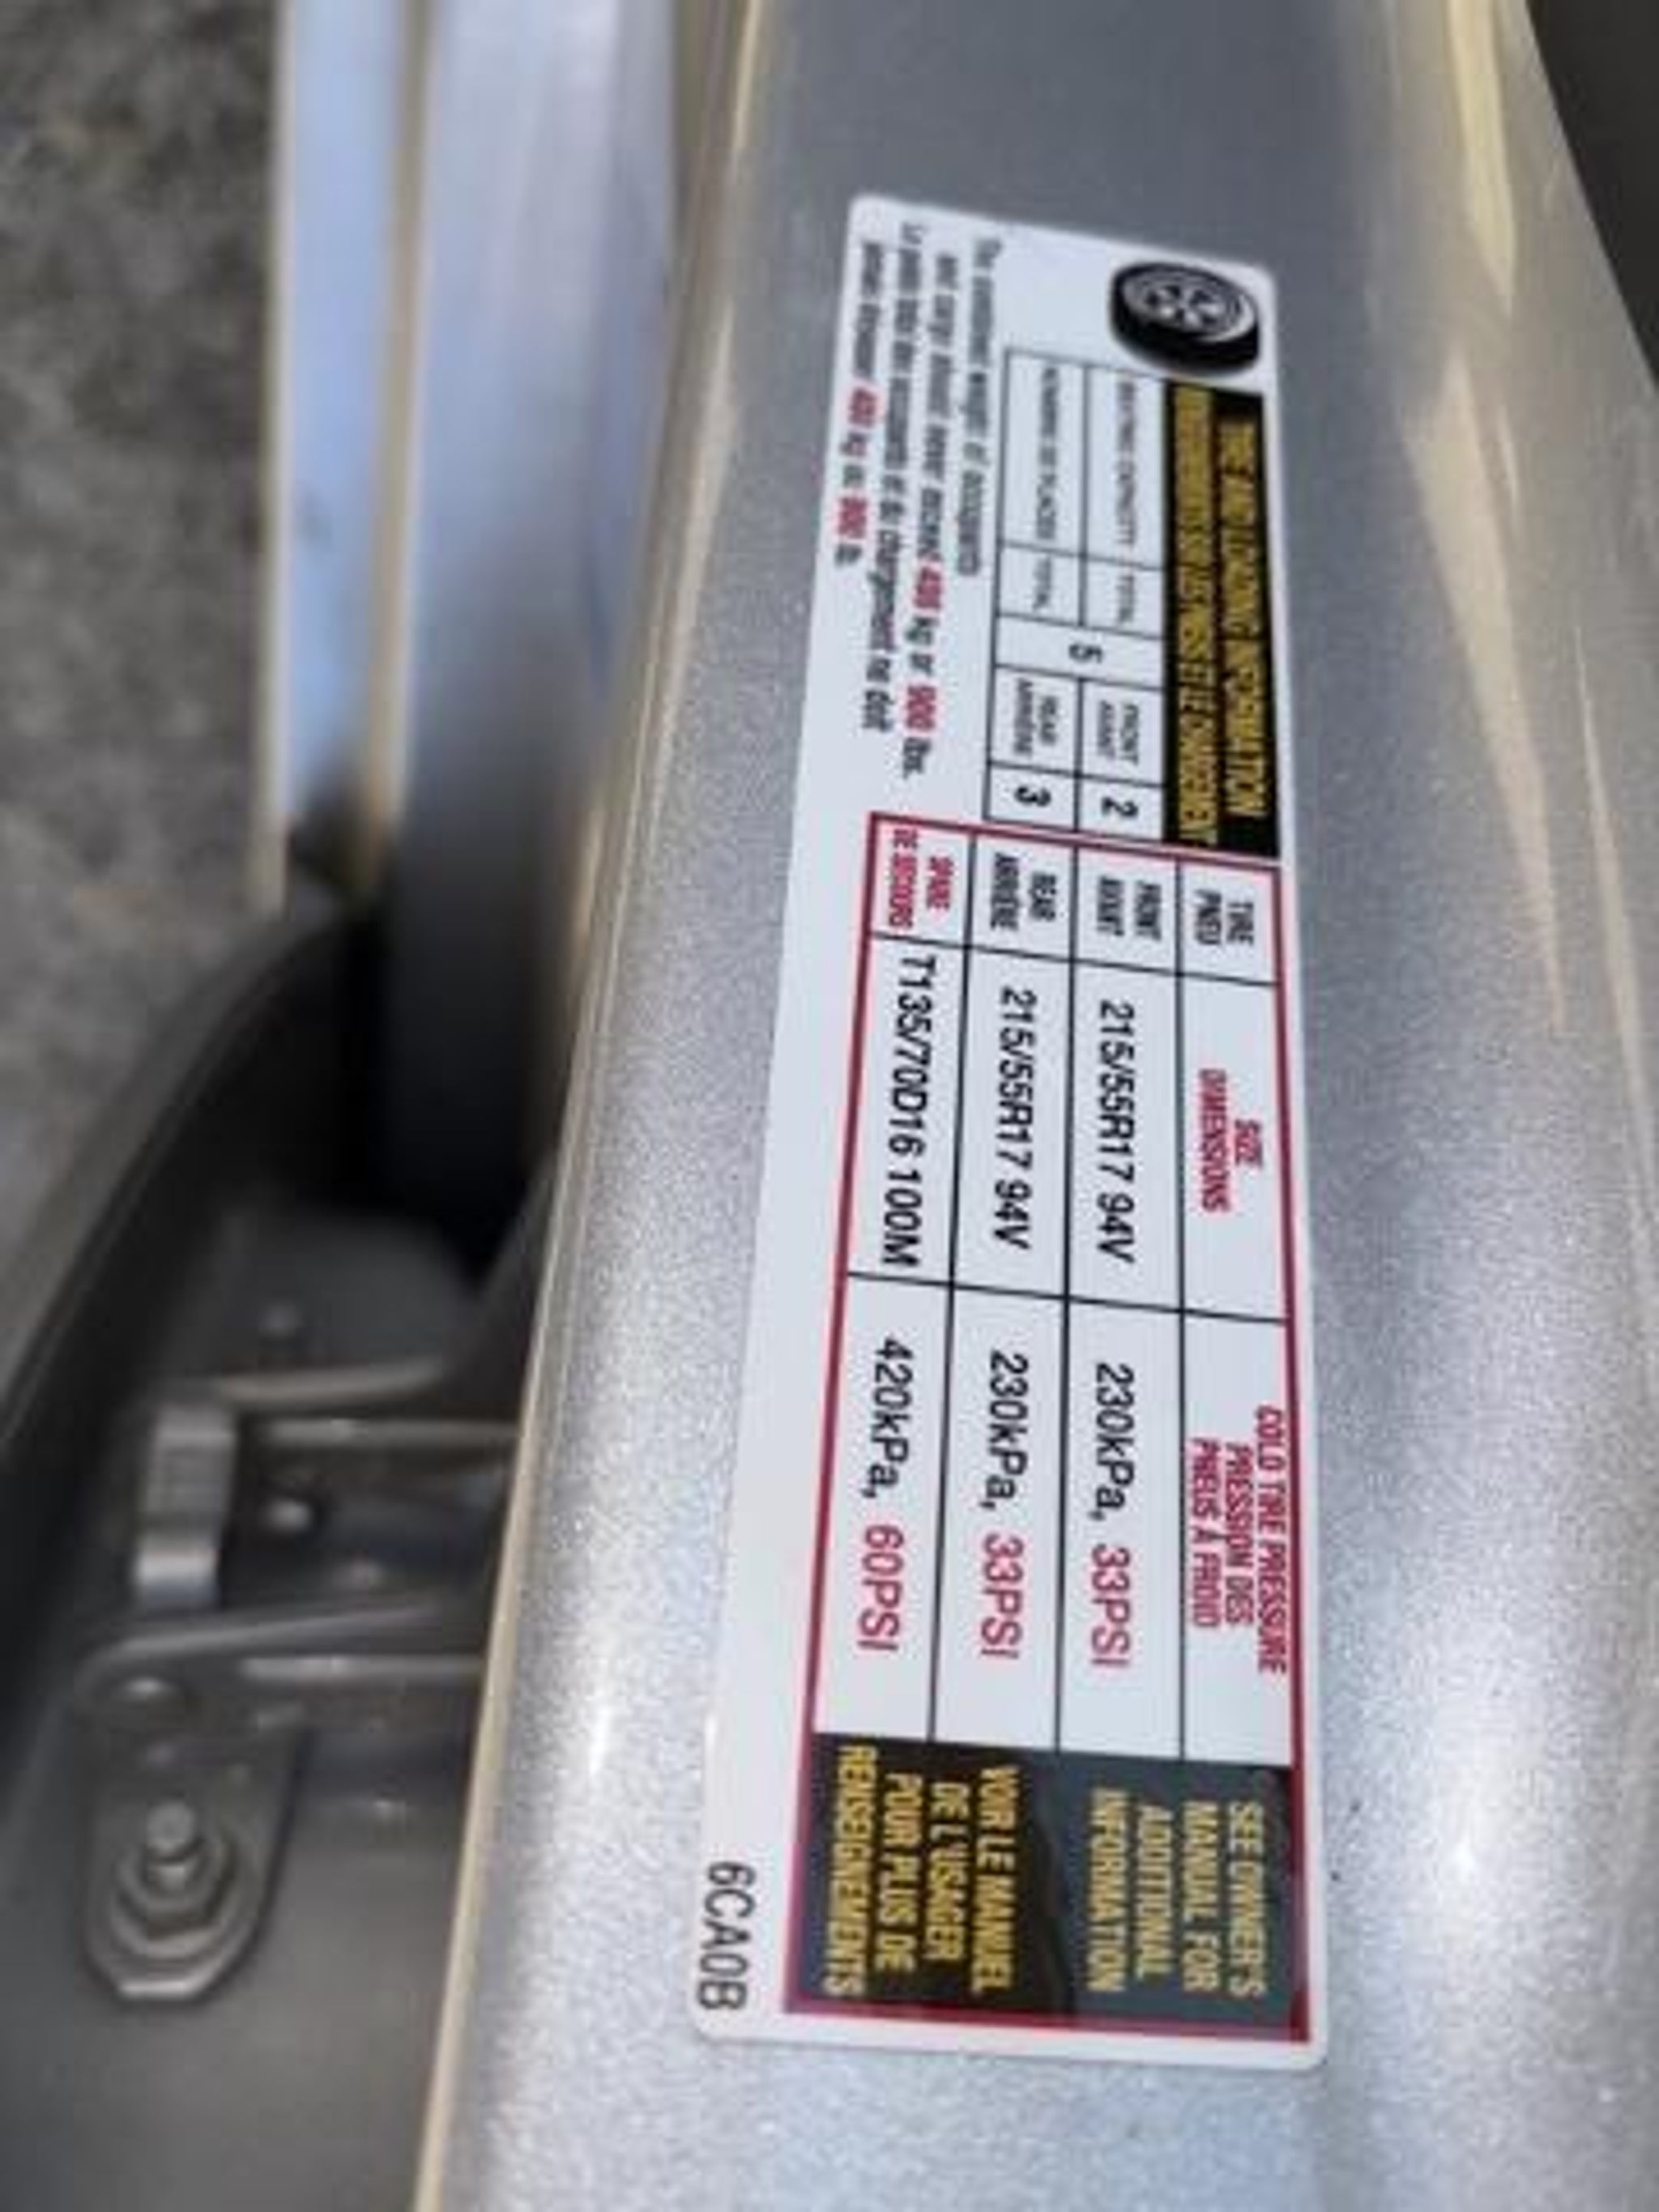 TIRE AND LOADING INFORMATION
RENSEIGNEMENTS SUR LES PNEUS ET LE CHARGEMENT
SEATING CAPACITY TOTAL 5 FRONT AVANT 2
NOMBRE DE PLACES TOTAL REAR ARRIÈRE 3
The combined weight of occupants
and cargo should never exceed kg or 900 lbs.
Le poids total des occupants et du chargement ne doit
jamais dépasser kg ou 900 lb.
TIRE
PNEU
SIZE
DIMENSIONS
COLD TIRE PRESSURE
PRESSION DES
PNEUS À FROID
FRONT
AVANT
215/55R17 94V
230kPa, 33PSI
REAR
ARRIÈRE
215/55R17 94V
230kPa, 33PSI
SPARE
DE SECOURS
T135/70D16 100M
420kPa, 60PSI
SEE OWNER'S
MANUAL FOR
ADDITIONAL
INFORMATION
VOIR LE MANUEL
DE L'USAGER
POUR PLUS DE
RENSEIGNEMENTS
6CA0B